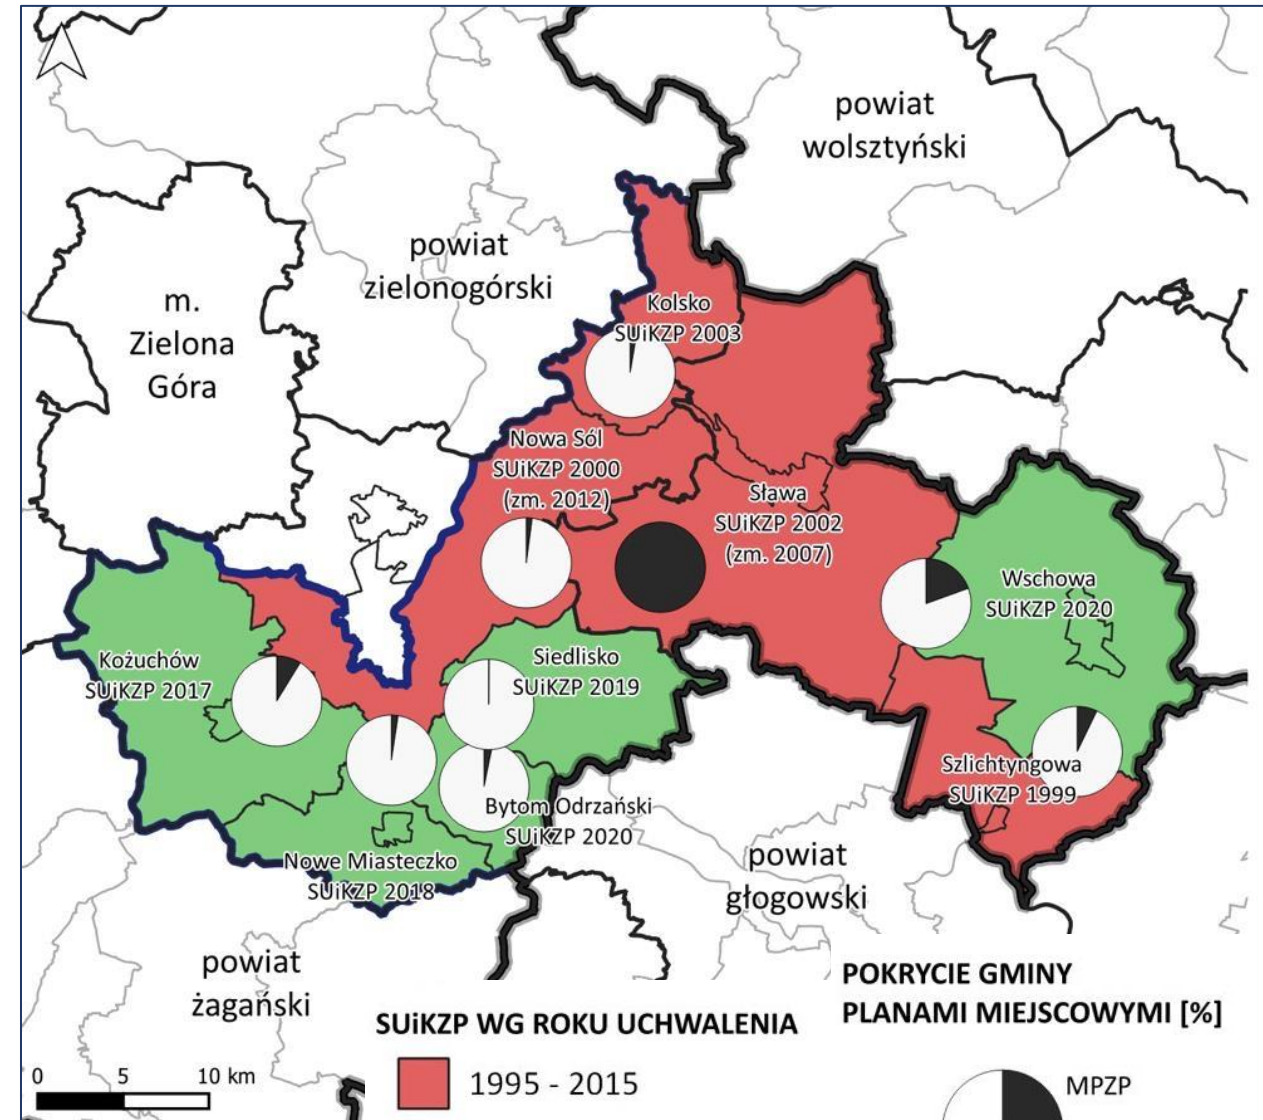 powiat
wolsztyński
powiat
zielonogórski
m.
Zielona
Góra
Kolsko
SUiKZP 2003
Nowa Sól
SUiKZP 2000
(zm. 2012)
Sława
SUiKZP 2002
(zm. 2007)
Wschowa
SUiKZP 2020
Kożuchów
SUiKZP 2017
Siedlisko
SUiKZP 2019
Szlichtyngowa
SUiKZP 1999
Bytom Odrzański
SUiKZP 2020
Nowe Miasteczko
SUiKZP 2018
powiat
głogowski
powiat
żagański
0 5 10 km
SUiKZP WG ROKU UCHWALENIA
1995 - 2015
POKRYCIE GMINY
PLANAMI MIEJSCOWYMI [%]
MPZP